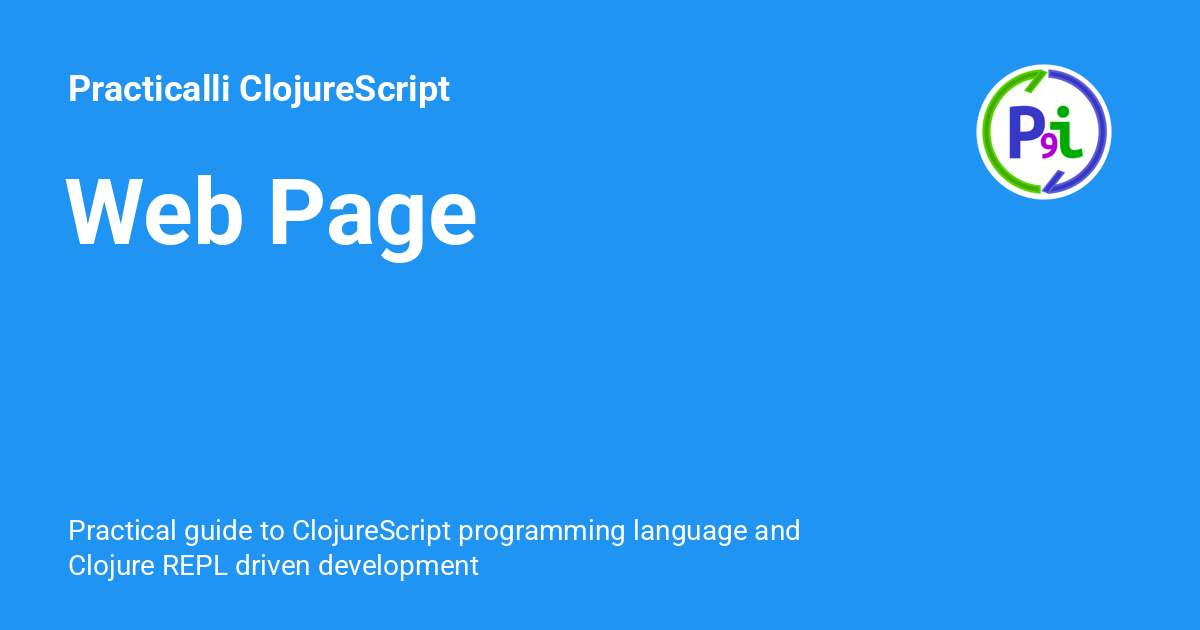 Practicalli ClojureScript
P9i
Web Page
Practical guide to ClojureScript programming language and
Clojure REPL driven development